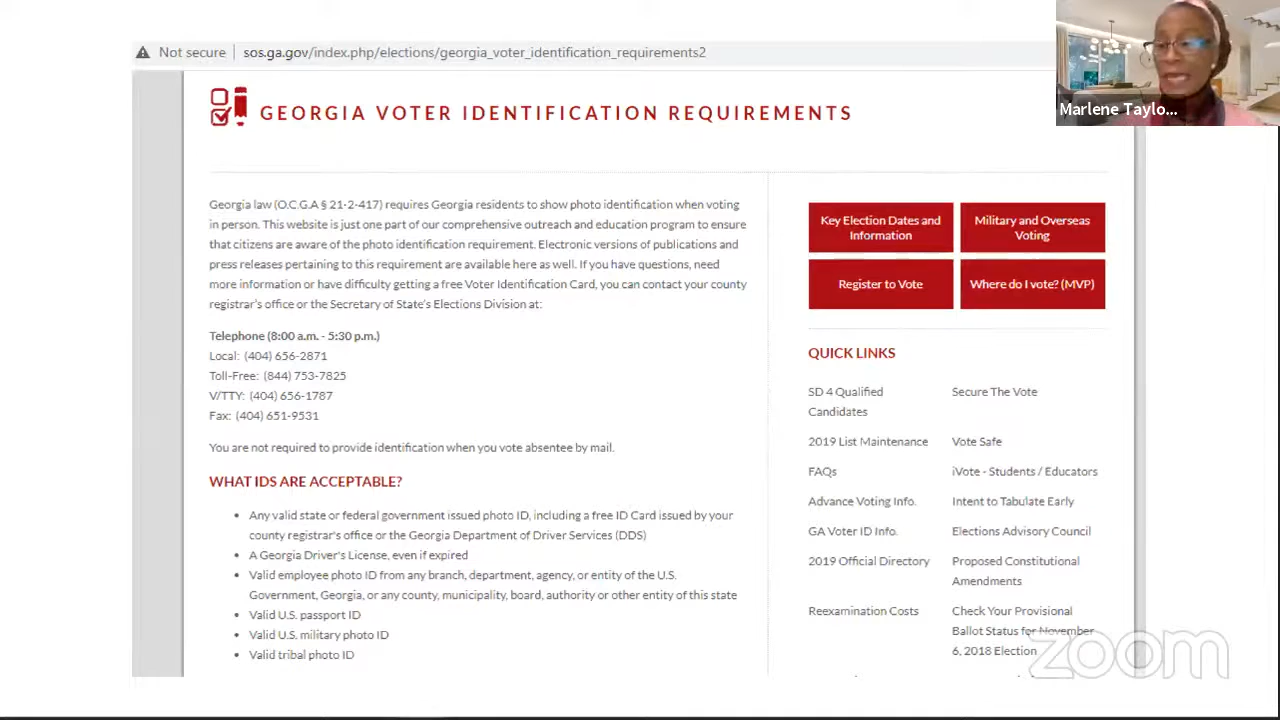 Not secure
sos.ga.gov/index.php/elections/georgia_voter_identification_requirements2
Marlene Taylo...
GEORGIA VOTER IDENTIFICATION REQUIREMENTS
Georgia law (O.C.G.A § 21-2-417) requires Georgia residents to show photo identification when voting
in person. This website is just one part of our comprehensive outreach and education program to ensure
that citizens are aware of the photo identification requirement. Electronic versions of publications and
press releases pertaining to this requirement are available here as well. If you have questions, need
more information or have difficulty getting a free Voter Identification Card, you can contact your county
registrar's office or the Secretary of State's Elections Division at:
Telephone (8:00 a.m. - 5:30 p.m.)
Local: (404) 656-2871
Toll-Free: (844) 753-7825
V/TTY: (404) 656-1787
Fax: (404) 651-9531
You are not required to provide identification when you vote absentee by mail.
WHAT IDS ARE ACCEPTABLE?
• Any valid state or federal government issued photo ID, including a free ID Card issued by your
county registrar's office or the Georgia Department of Driver Services (DDS)
• A Georgia Driver's License, even if expired
• Valid employee photo ID from any branch, department, agency, or entity of the U.S.
Government, Georgia, or any county, municipality, board, authority or other entity of this state
• Valid U.S. passport ID
• Valid U.S. military photo ID
• Valid tribal photo ID
Key Election Dates and
Information
Military and Overseas
Voting
Register to Vote
Where do I vote? (MVP)
QUICK LINKS
SD 4 Qualified
Candidates
Secure The Vote
2019 List Maintenance
Vote Safe
FAQs
iVote - Students / Educators
Advance Voting Info.
Intent to Tabulate Early
GA Voter ID Info.
Elections Advisory Council
2019 Official Directory
Proposed Constitutional
Amendments
Reexamination Costs
Check Your Provisional
Ballot Status for November
6, 2018 Election
zoom